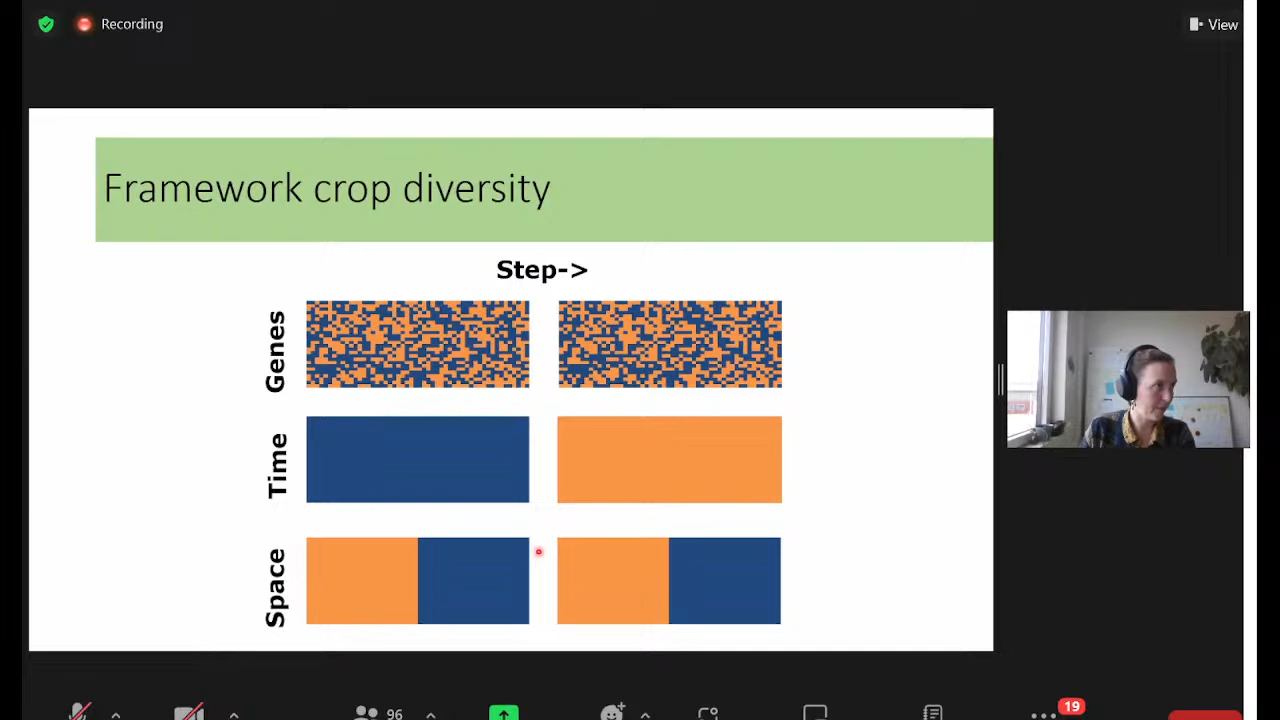 Recording
View
Framework crop diversity
Step->
Genes
Time
Space
96
19